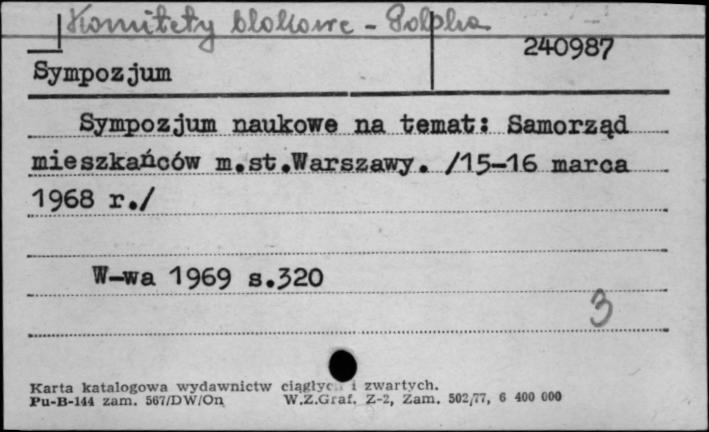 Komitety blokowe - Polska
240987
Sympozjum
Sympozjum naukowe na temat: Samorząd
mieszkańców m.st.Warszawy. /15-16 marca
1968 r./
W-wa 1969 s.320
3
Karta katalogowa wydawnictw ciągłych i zwartych.
Pu-B-144 zam. 567/DW/On W.Z.Graf. Z-2, Zam. 502/77, 6 400 000